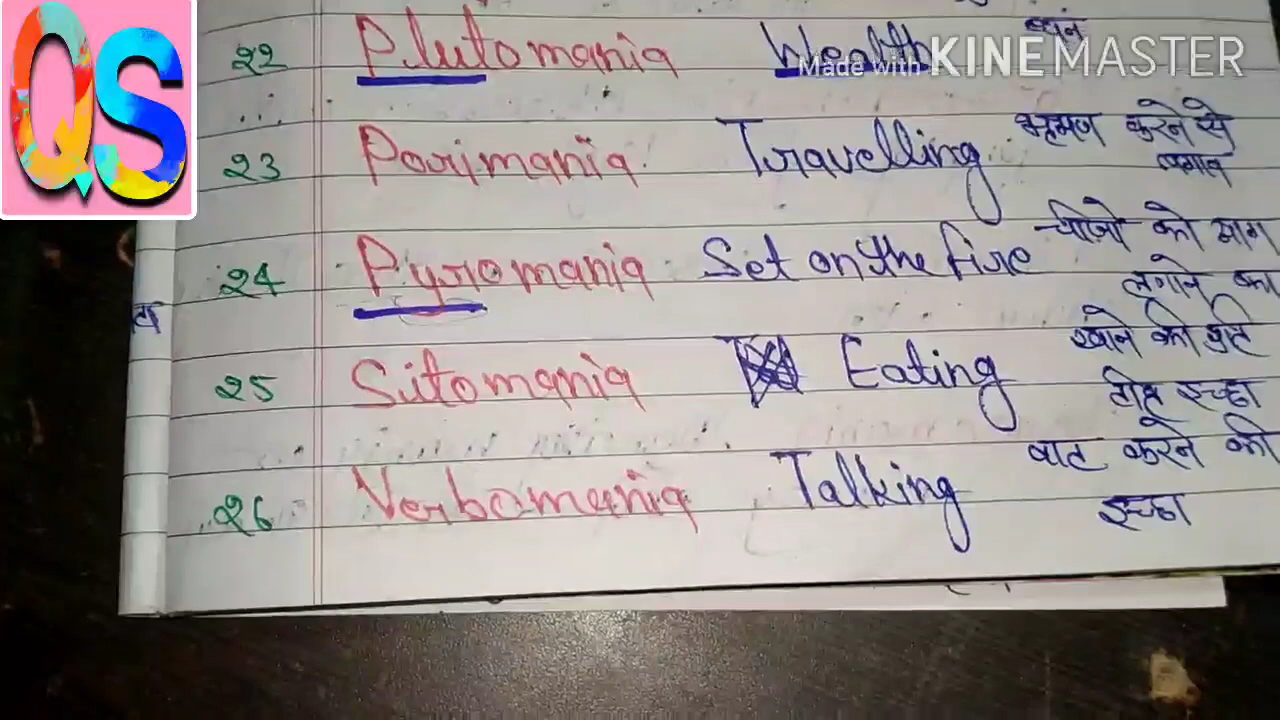 QS
22 Plutomania Wealth धन
Made with KINEMASTER
23 Porimania Travelling भ्रमण करने से
लगाव
24 Pyromania Set on the fire चीजो को आग
लगाने का
25 Sitomania Eating खाने की प्रति
तीव्र इच्छा
26 Verbomania Talking बात करने की
इच्छा